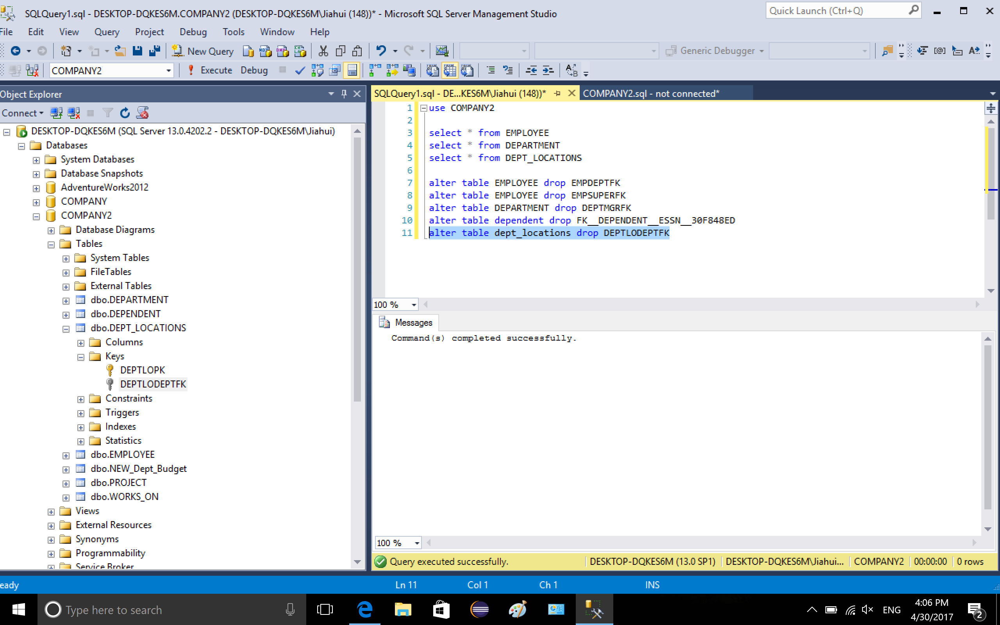 SQLQuery1.sql - DESKTOP-DQKES6M.COMPANY2 (DESKTOP-DQKES6M\Jiahui (148))* - Microsoft SQL Server Management Studio
Quick Launch (Ctrl+Q)
File Edit View Query Project Debug Tools Window Help
New Query
Generic Debugger
COMPANY2
Execute Debug
Object Explorer
Connect
DESKTOP-DQKES6M (SQL Server 13.0.4202.2 - DESKTOP-DQKES6M\Jiahui)
Databases
System Databases
Database Snapshots
AdventureWorks2012
COMPANY
COMPANY2
Database Diagrams
Tables
System Tables
FileTables
External Tables
dbo.DEPARTMENT
dbo.DEPENDENT
dbo.DEPT_LOCATIONS
Columns
Keys
DEPTLOPK
DEPTLODEPTFK
Constraints
Triggers
Indexes
Statistics
dbo.EMPLOYEE
dbo.NEW_Dept_Budget
dbo.PROJECT
dbo.WORKS_ON
Views
External Resources
Synonyms
Programmability
Service Broker
SQLQuery1.sql - DE...KES6M\Jiahui (148))*
COMPANY2.sql - not connected*
1 use COMPANY2
2
3 select * from EMPLOYEE
4 select * from DEPARTMENT
5 select * from DEPT_LOCATIONS
6
7 alter table EMPLOYEE drop EMPDEPTFK
8 alter table EMPLOYEE drop EMPSUPERFK
9 alter table DEPARTMENT drop DEPTMGRFK
10 alter table dependent drop FK__DEPENDENT__ESSN__30F848ED
11 alter table dept_locations drop DEPTLODEPTFK
100 %
Messages
Command(s) completed successfully.
100 %
Query executed successfully.
DESKTOP-DQKES6M (13.0 SP1)
DESKTOP-DQKES6M\Jiahui...
COMPANY2
00:00:00
0 rows
eady
Ln 11
Col 1
Ch 1
INS
Type here to search
ENG
4:06 PM
4/30/2017
2